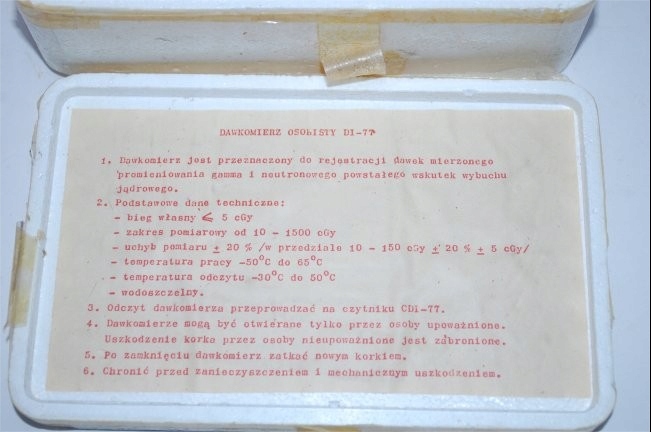 DAWKOMIERZ OSOBISTY DI-77
1. Dawkomierz jest przeznaczony do rejestracji dawek mierzonego
promieniowania gamma i neutronowego powstałego wskutek wybuchu
jądrowego.
2. Podstawowe dane techniczne:
- bieg własny ⩽ 5 cGy
- zakres pomiarowy od 10 - 1500 cGy
- uchyb pomiaru ± 20 % /w przedziale 10 - 150 cGy ± 20 % ± 5 cGy/
- temperatura pracy -50°C do 65°C
- temperatura odczytu -30°C do 50°C
- wodoszczelny.
3. Odczyt dawkomierza przeprowadzać na czytniku CDi-77.
4. Dawkomierze mogą być otwierane tylko przez osoby upoważnione.
Uszkodzenie korka przez osoby nieupoważnione jest zabronione.
5. Po zamknięciu dawkomierz zatkać nowym korkiem.
6. Chronić przed zanieczyszczeniem i mechanicznym uszkodzeniem.